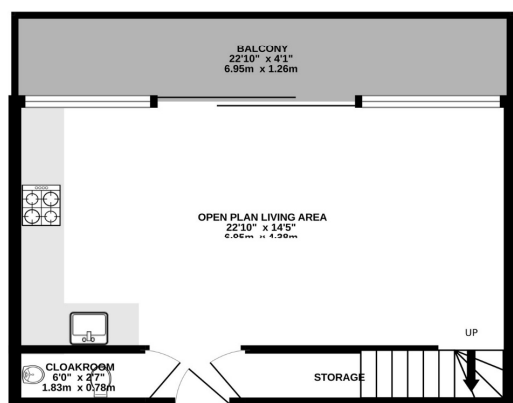 BALCONY
22'10" x 4'1"
6.95m x 1.26m
OPEN PLAN LIVING AREA
22'10" x 14'5"
UP
CLOAKROOM
6'0" x 2'7"
1.83m x 0.78m
STORAGE